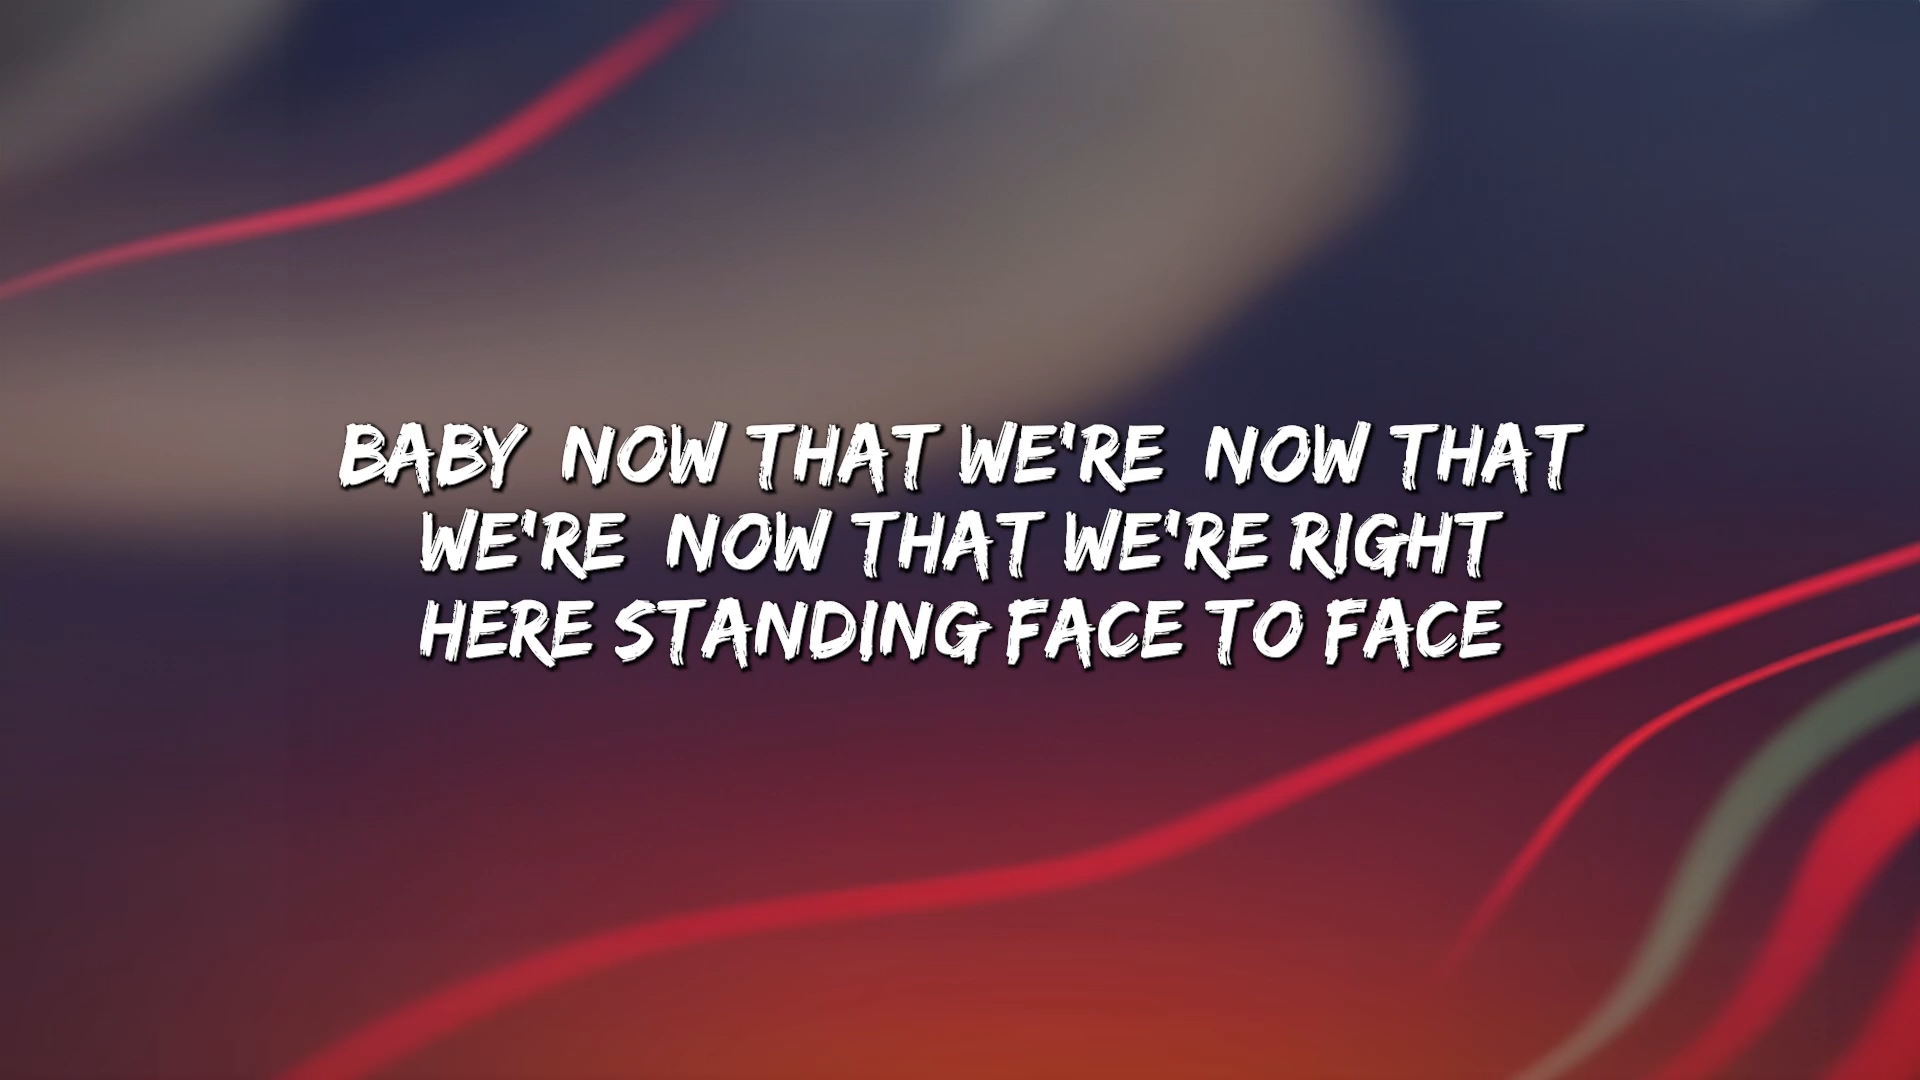 BABY NOW THAT WE'RE NOW THAT
WE'RE NOW THAT WE'RE RIGHT
HERE STANDING FACE TO FACE